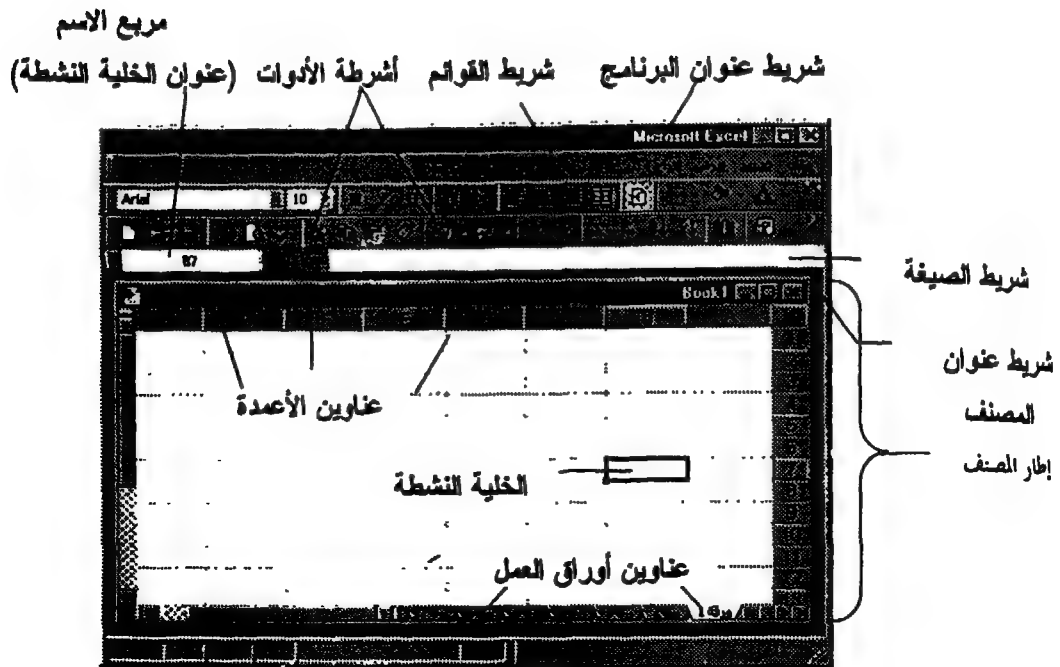 مربع الاسم
شريط عنوان البرنامج
شريط القوائم
أشرطة الأدوات
(عنوان الخلية النشطة)
Microsoft Excel
Arial
10
B7
شريط الصيغة
Book1
شريط عنوان
المصنف
إطار المصنف
عناوين الأعمدة
الخلية النشطة
عناوين أوراق العمل